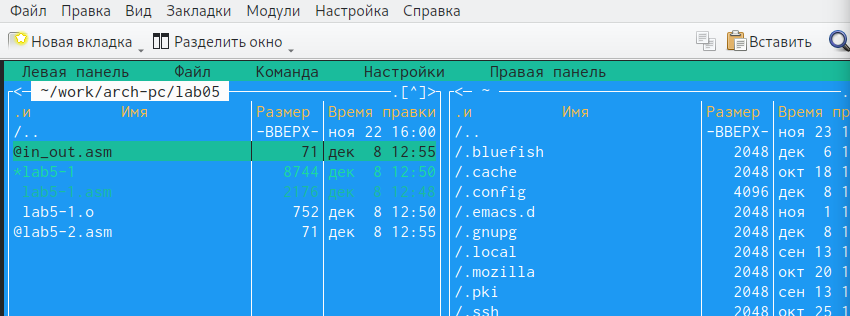 Файл Правка Вид Закладки Модули Настройка Справка
Новая вкладка Разделить окно Вставить
Левая панель Файл Команда Настройки Правая панель
<— ~/work/arch-pc/lab05 .[^]> <— ~
.и Имя Размер Время правки .и Имя Размер Время п
/.. -ВВЕРХ- ноя 22 16:00 /.. -ВВЕРХ- ноя 23 1
@in_out.asm 71 дек 8 12:55 /.bluefish 2048 дек 6 1
*lab5-1 8744 дек 8 12:50 /.cache 2048 окт 18 1
lab5-1.asm 2176 дек 8 12:48 /.config 4096 дек 8 1
lab5-1.o 752 дек 8 12:50 /.emacs.d 2048 ноя 1 1
@lab5-2.asm 71 дек 8 12:55 /.gnupg 2048 дек 8 1
/.local 2048 сен 13 1
/.mozilla 2048 окт 20 1
/.pki 2048 сен 13 1
/.ssh 2048 окт 25 1